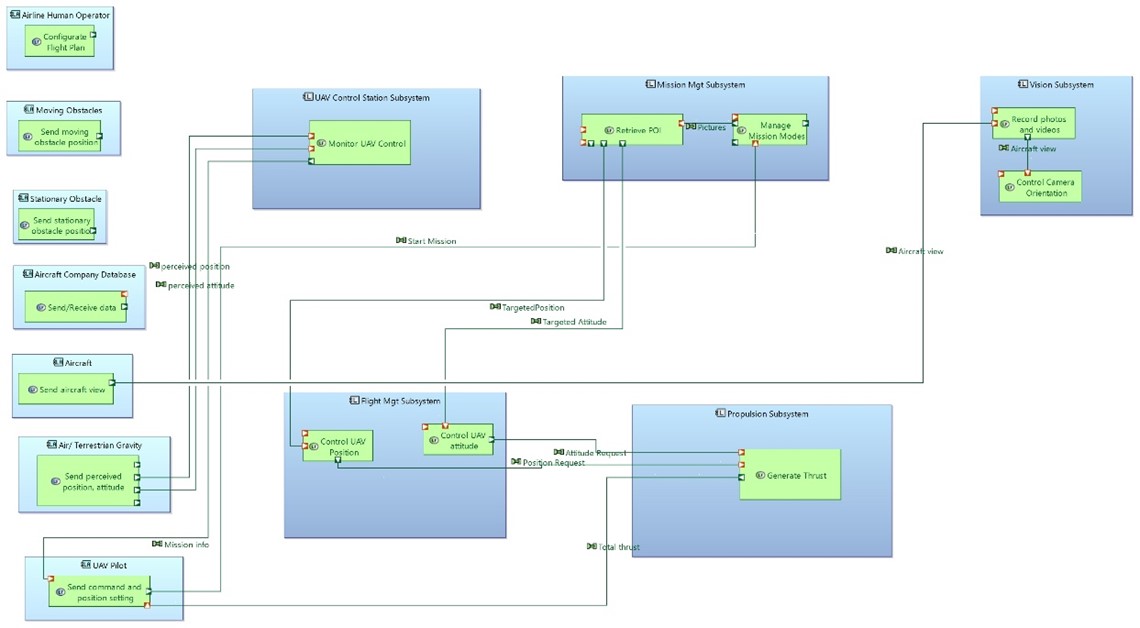 Airline Human Operator
Configurate
Flight Plan
Moving Obstacles
Send moving
obstacle position
Stationary Obstacle
Send stationary
obstacle positio
Aircraft Company Database
Send/Receive data
Aircraft
Send aircraft view
Air/ Terrestrian Gravity
Send perceived
position, attitude
UAV Pilot
Send command and
position setting
UAV Control Station Subsystem
Monitor UAV Control
Mission Mgt Subsystem
Retrieve POI
Pictures
Manage
Mission Modes
Vision Subsystem
Record photos
and videos
Aircraft view
Control Camera
Orientation
Start Mission
Aircraft view
perceived position
perceived attitude
TargetedPosition
Targeted Attitude
Flight Mgt Subsystem
Control UAV
Position
Control UAV
attitude
Attitude Request
Position Request
Propulsion Subsystem
Generate Thrust
Mission info
Total thrust